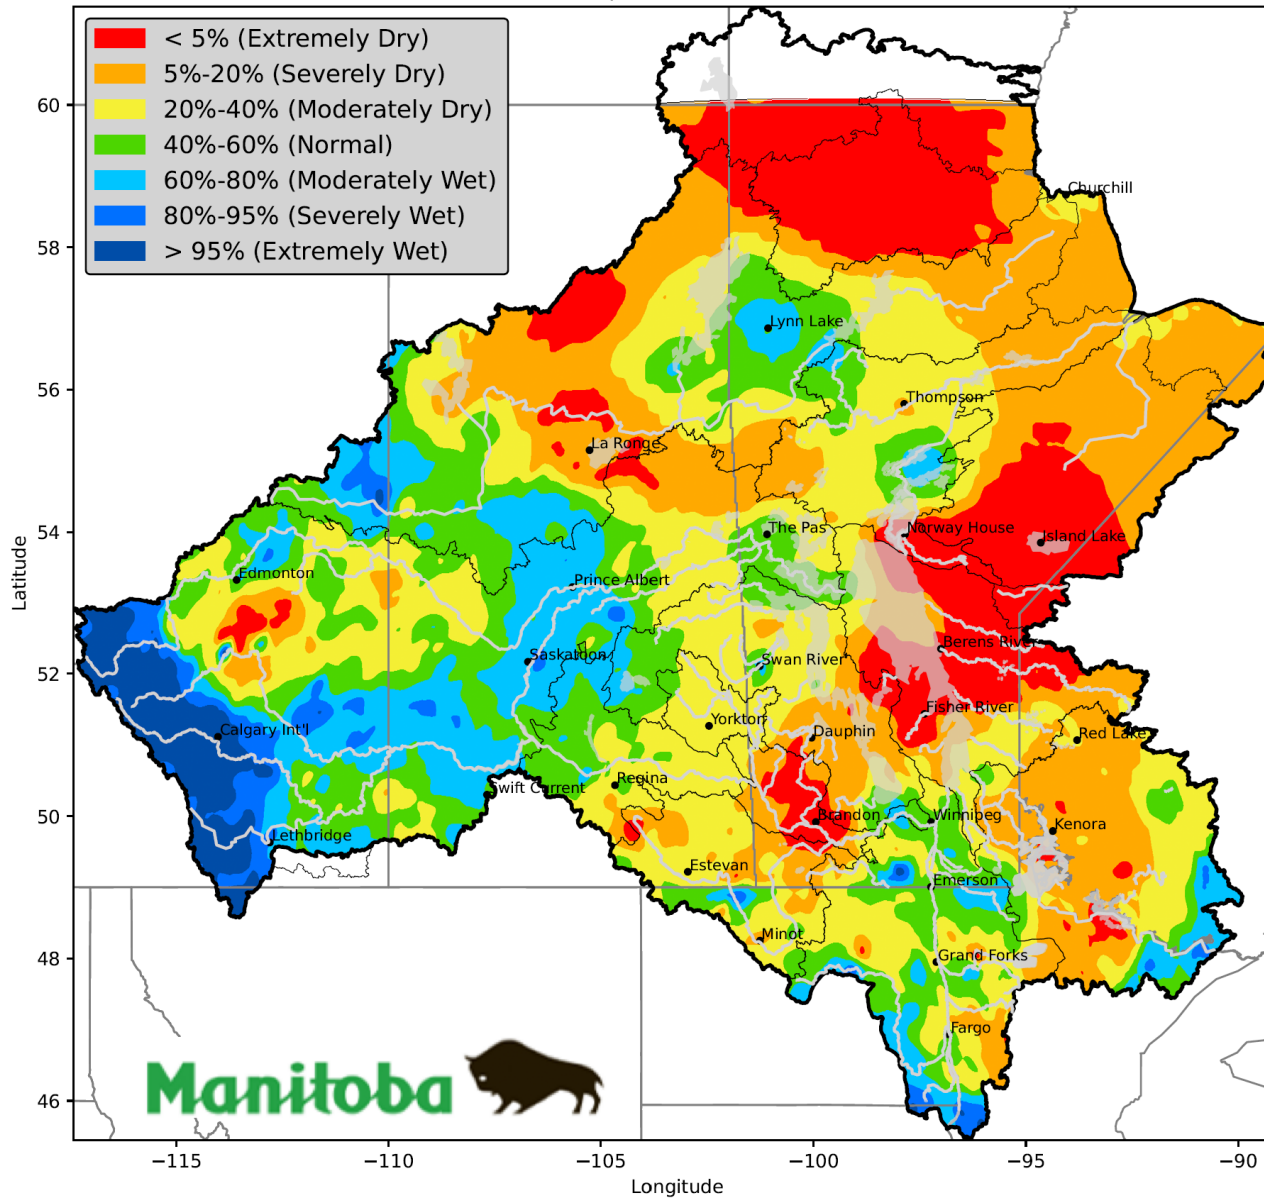 < 5% (Extremely Dry)
5%-20% (Severely Dry)
20%-40% (Moderately Dry)
40%-60% (Normal)
60%-80% (Moderately Wet)
80%-95% (Severely Wet)
> 95% (Extremely Wet)
60
58
56
54
52
50
48
46
Latitude
Churchill
Lynn Lake
Thompson
La Ronge
The Pas
Norway House
Island Lake
Edmonton
Prince Albert
Berens River
Saskatoon
Swan River
Fisher River
Yorkton
Calgary Int'l
Dauphin
Red Lake
Regina
Swift Current
Brandon
Winnipeg
Kenora
Lethbridge
Estevan
Emerson
Minot
Grand Forks
Fargo
Manitoba
−115
−110
−105
−100
−95
−90
Longitude